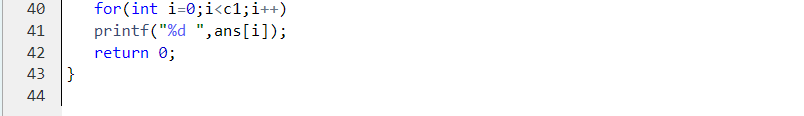 40 for(int i=0;i<c1;i++)
41 printf("%d ",ans[i]);
42 return 0;
43 }
44